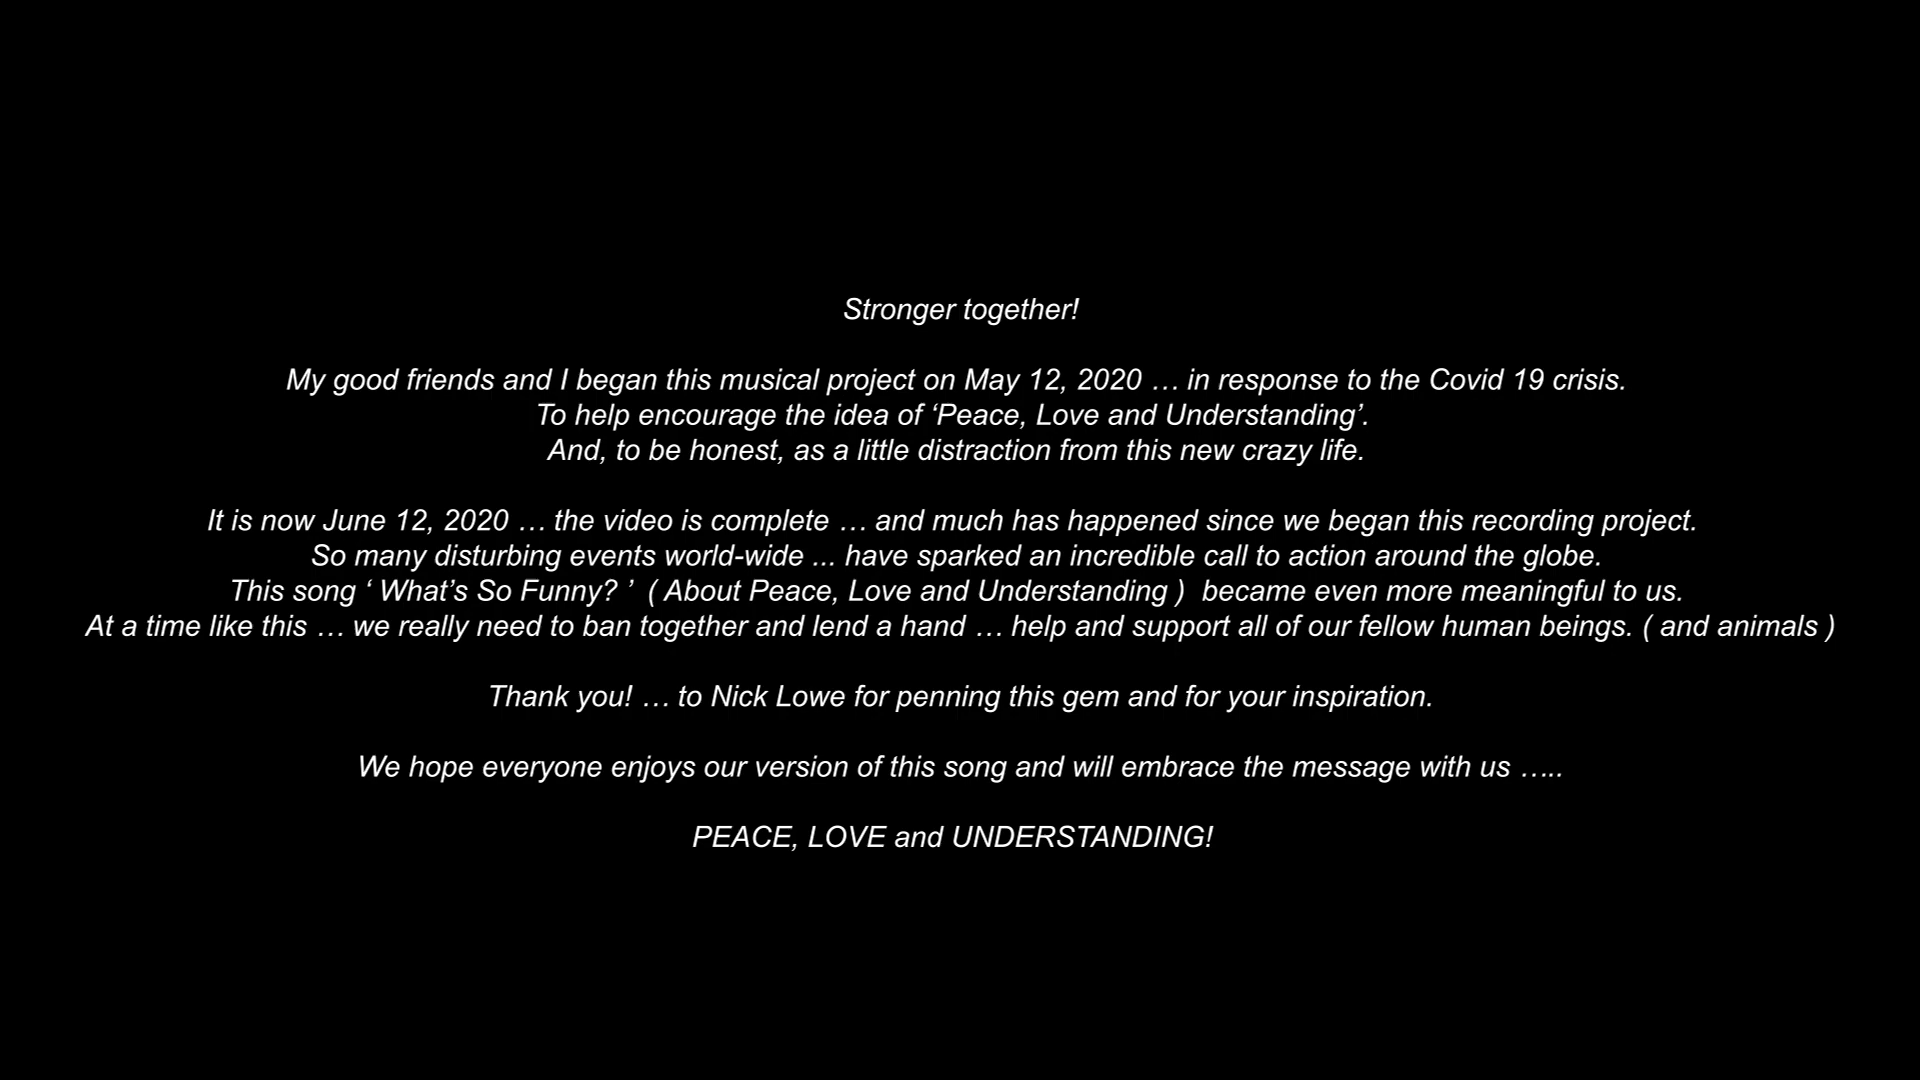 Stronger together!
My good friends and I began this musical project on May 12, 2020 … in response to the Covid 19 crisis.
To help encourage the idea of ‘Peace, Love and Understanding’.
And, to be honest, as a little distraction from this new crazy life.
It is now June 12, 2020 … the video is complete … and much has happened since we began this recording project.
So many disturbing events world-wide ... have sparked an incredible call to action around the globe.
This song ‘ What’s So Funny? ’  ( About Peace, Love and Understanding )  became even more meaningful to us.
At a time like this … we really need to ban together and lend a hand … help and support all of our fellow human beings. ( and animals )
Thank you! … to Nick Lowe for penning this gem and for your inspiration.
We hope everyone enjoys our version of this song and will embrace the message with us …..
PEACE, LOVE and UNDERSTANDING!